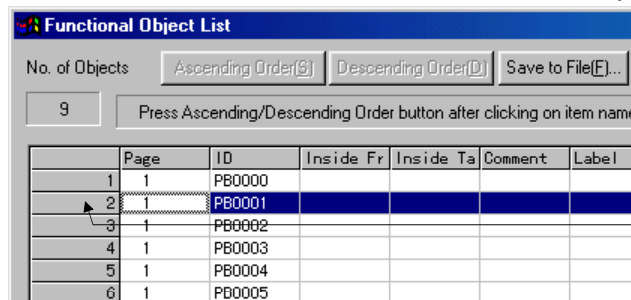 Functional Object List
No. of Objects Ascending Order(S) Descending Order(D) Save to File(F)...
9 Press Ascending/Descending Order button after clicking on item name
Page ID Inside Fr Inside Ta Comment Label
1 1 PB0000
2 1 PB0001
3 1 PB0002
4 1 PB0003
5 1 PB0004
6 1 PB0005